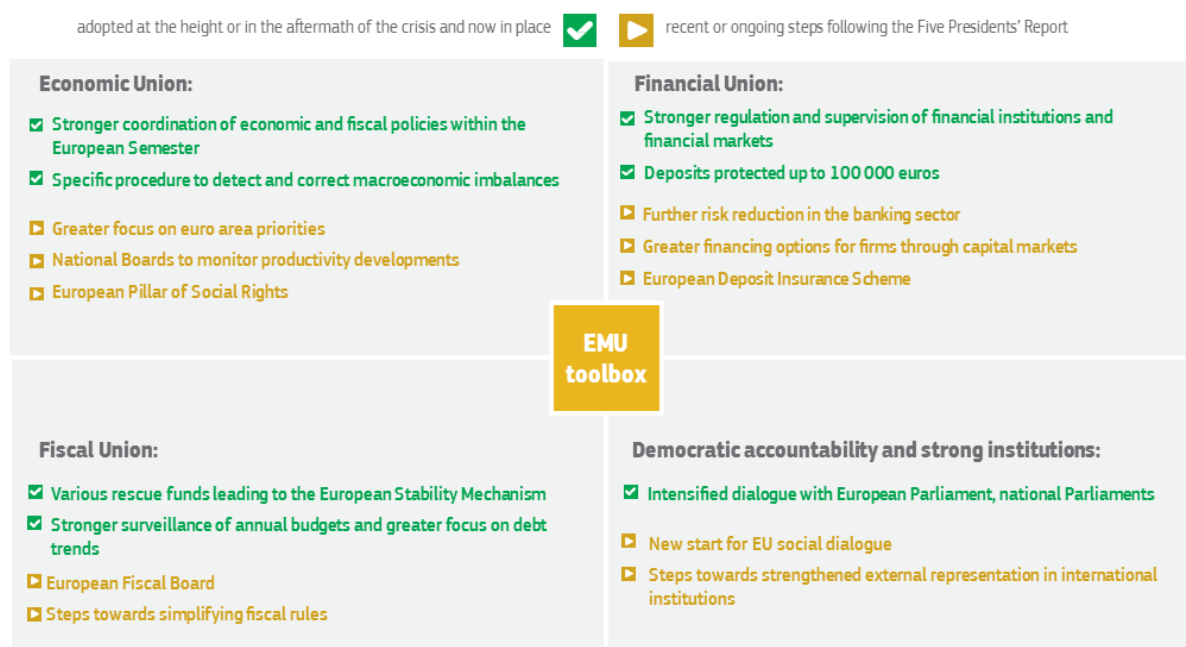 adopted at the height or in the aftermath of the crisis and now in place
recent or ongoing steps following the Five Presidents' Report
Economic Union:
Stronger coordination of economic and fiscal policies within the
European Semester
Specific procedure to detect and correct macroeconomic imbalances
Greater focus on euro area priorities
National Boards to monitor productivity developments
European Pillar of Social Rights
Financial Union:
Stronger regulation and supervision of financial institutions and
financial markets
Deposits protected up to 100 000 euros
Further risk reduction in the banking sector
Greater financing options for firms through capital markets
European Deposit Insurance Scheme
EMU
toolbox
Fiscal Union:
Various rescue funds leading to the European Stability Mechanism
Stronger surveillance of annual budgets and greater focus on debt
trends
European Fiscal Board
Steps towards simplifying fiscal rules
Democratic accountability and strong institutions:
Intensified dialogue with European Parliament, national Parliaments
New start for EU social dialogue
Steps towards strengthened external representation in international
institutions